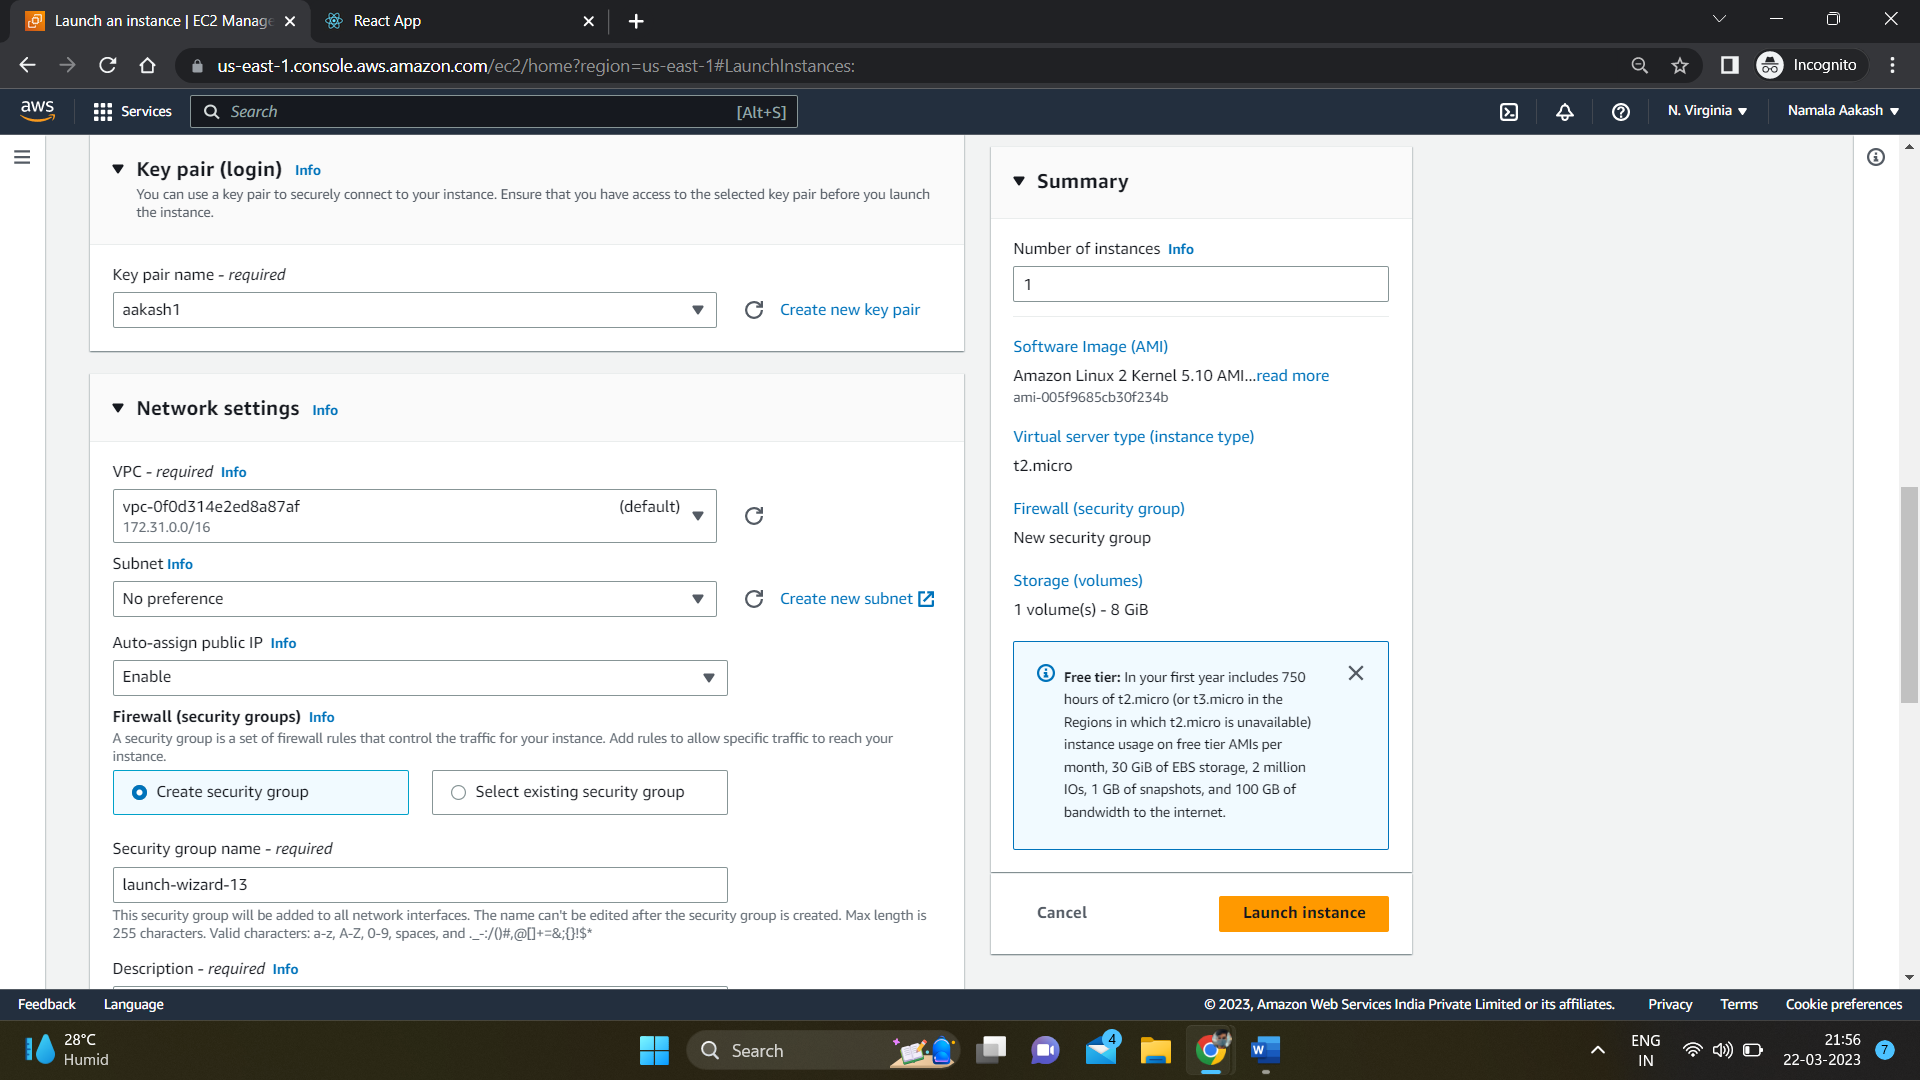 Launch an instance | EC2 Manage
React App
us-east-1.console.aws.amazon.com/ec2/home?region=us-east-1#LaunchInstances:
Incognito
aws
Services
Search
[Alt+S]
N. Virginia
Namala Aakash
Key pair (login) Info
You can use a key pair to securely connect to your instance. Ensure that you have access to the selected key pair before you launch
the instance.
Key pair name - required
aakash1
Create new key pair
Network settings Info
VPC - required Info
vpc-0f0d314e2ed8a87af (default)
172.31.0.0/16
Subnet Info
No preference
Create new subnet
Auto-assign public IP Info
Enable
Firewall (security groups) Info
A security group is a set of firewall rules that control the traffic for your instance. Add rules to allow specific traffic to reach your
instance.
Create security group
Select existing security group
Security group name - required
launch-wizard-13
This security group will be added to all network interfaces. The name can't be edited after the security group is created. Max length is
255 characters. Valid characters: a-z, A-Z, 0-9, spaces, and ._-:/()#,@[]+=&;{}!$*
Description - required Info
Summary
Number of instances Info
1
Software Image (AMI)
Amazon Linux 2 Kernel 5.10 AMI...read more
ami-005f9685cb30f234b
Virtual server type (instance type)
t2.micro
Firewall (security group)
New security group
Storage (volumes)
1 volume(s) - 8 GiB
Free tier: In your first year includes 750
hours of t2.micro (or t3.micro in the
Regions in which t2.micro is unavailable)
instance usage on free tier AMIs per
month, 30 GiB of EBS storage, 2 million
IOs, 1 GB of snapshots, and 100 GB of
bandwidth to the internet.
Cancel
Launch instance
Feedback
Language
© 2023, Amazon Web Services India Private Limited or its affiliates.
Privacy
Terms
Cookie preferences
28°C
Humid
Search
4
W
ENG
IN
21:56
22-03-2023
7